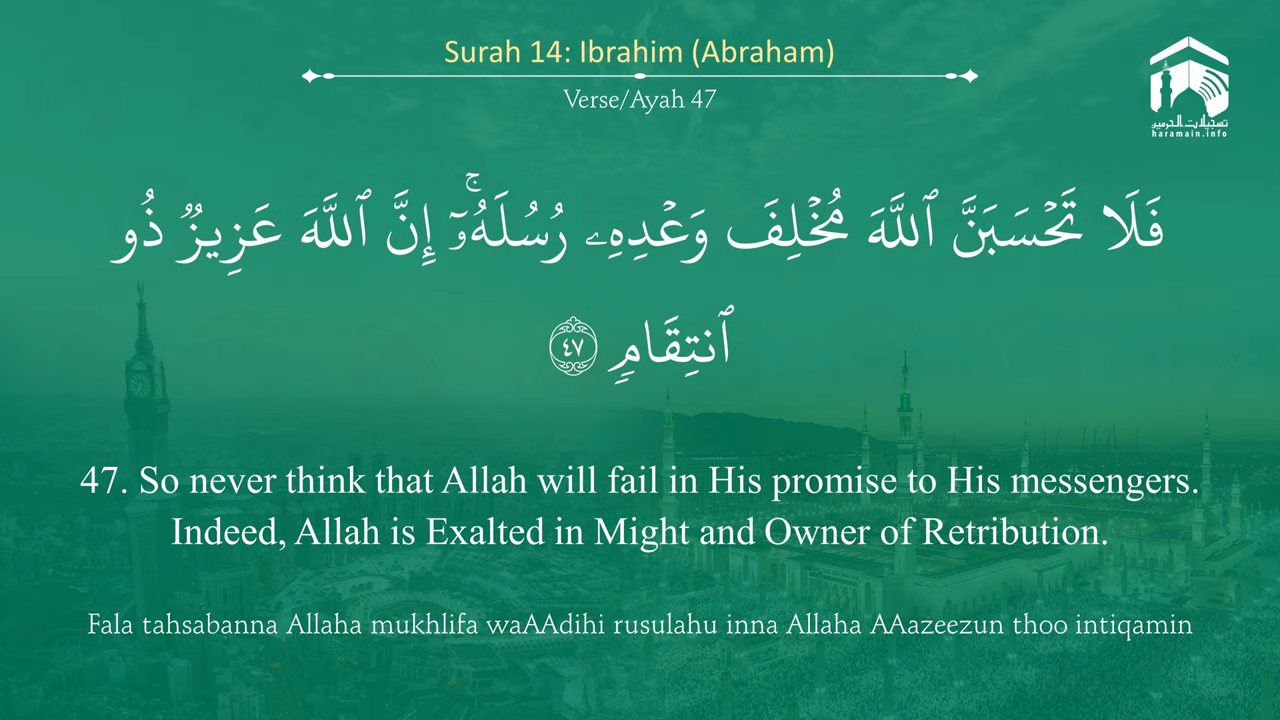 Surah 14: Ibrahim (Abraham)
Verse/Ayah 47
تسجيلات الحرمين
haramain.info
فَلَا تَحۡسَبَنَّ ٱللَّهَ مُخۡلِفَ وَعۡدِهِۦ رُسُلَهُۥٓۚ إِنَّ ٱللَّهَ عَزِيزٞ ذُو
ٱنتِقَامٖ ٤٧
47. So never think that Allah will fail in His promise to His messengers.
Indeed, Allah is Exalted in Might and Owner of Retribution.
Fala tahsabanna Allaha mukhlifa waAAdihi rusulahu inna Allaha AAazeezun thoo intiqamin